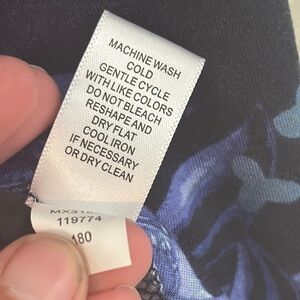 MACHINE WASH
COLD
GENTLE CYCLE
WITH LIKE COLORS
DO NOT BLEACH
RESHAPE AND
DRY FLAT
COOL IRON
IF NECESSARY
OR DRY CLEAN
119774
480